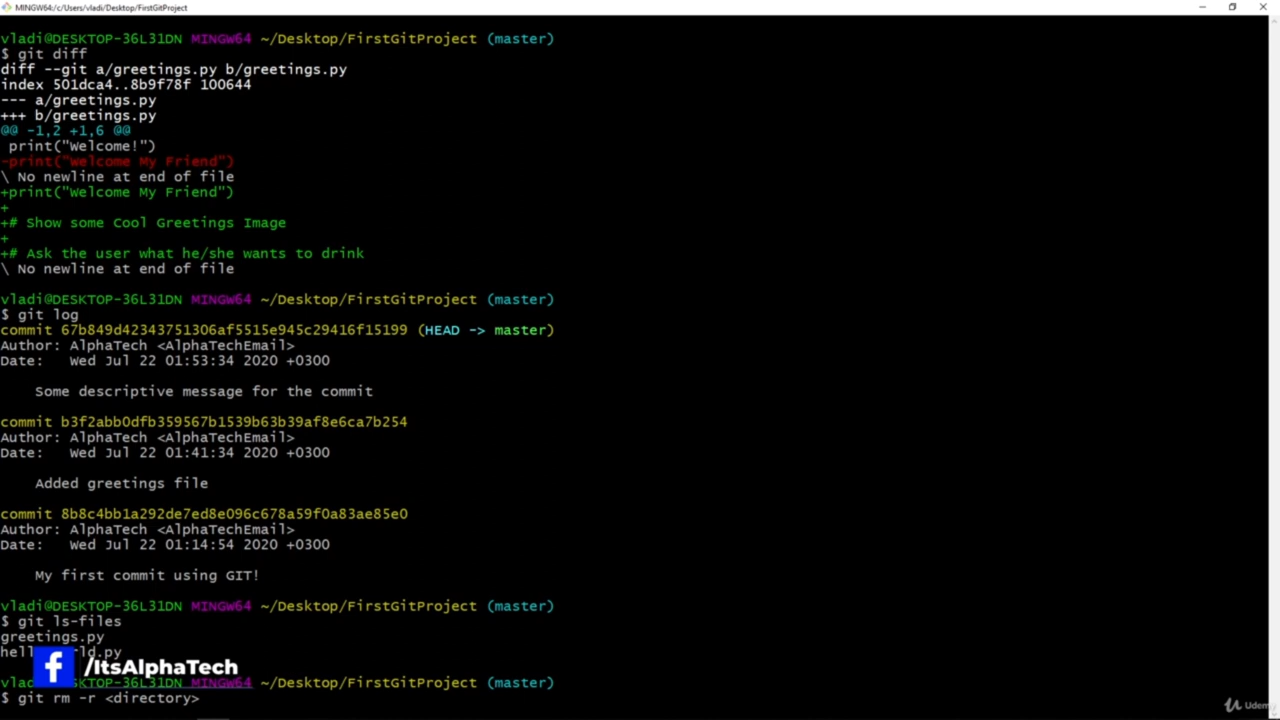 MINGW64:/c/Users/vladi/Desktop/FirstGitProject
vladi@DESKTOP-36L31DN MINGW64 ~/Desktop/FirstGitProject (master)
$ git diff
diff --git a/greetings.py b/greetings.py
index 501dca4..8b9f78f 100644
--- a/greetings.py
+++ b/greetings.py
@@ -1,2 +1,6 @@
 print("Welcome!")
-print("Welcome My Friend")
\ No newline at end of file
+print("Welcome My Friend")
+
+# Show some Cool Greetings Image
+
+# Ask the user what he/she wants to drink
\ No newline at end of file
vladi@DESKTOP-36L31DN MINGW64 ~/Desktop/FirstGitProject (master)
$ git log
commit 67b849d42343751306af5515e945c29416f15199 (HEAD -> master)
Author: AlphaTech <AlphaTechEmail>
Date:   Wed Jul 22 01:53:34 2020 +0300
    Some descriptive message for the commit
commit b3f2abb0dfb359567b1539b63b39af8e6ca7b254
Author: AlphaTech <AlphaTechEmail>
Date:   Wed Jul 22 01:41:34 2020 +0300
    Added greetings file
commit 8b8c4bb1a292de7ed8e096c678a59f0a83ae85e0
Author: AlphaTech <AlphaTechEmail>
Date:   Wed Jul 22 01:14:54 2020 +0300
    My first commit using GIT!
vladi@DESKTOP-36L31DN MINGW64 ~/Desktop/FirstGitProject (master)
$ git ls-files
greetings.py
/ItsAlphaTech
vladi@DESKTOP-36L31DN MINGW64 ~/Desktop/FirstGitProject (master)
$ git rm -r <directory>
Udemy